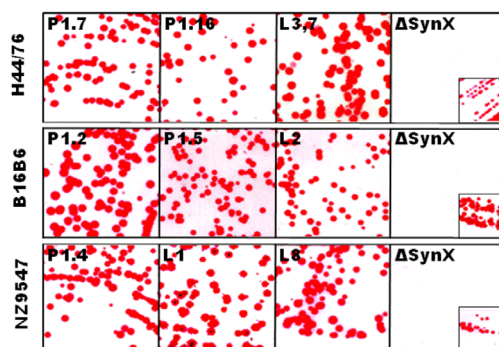 H44/76
P1.7 P1.16 L3,7 ΔSynX
B16B6
P1.2 P1.5 L2 ΔSynX
NZ9547
P1.4 L1 L8 ΔSynX